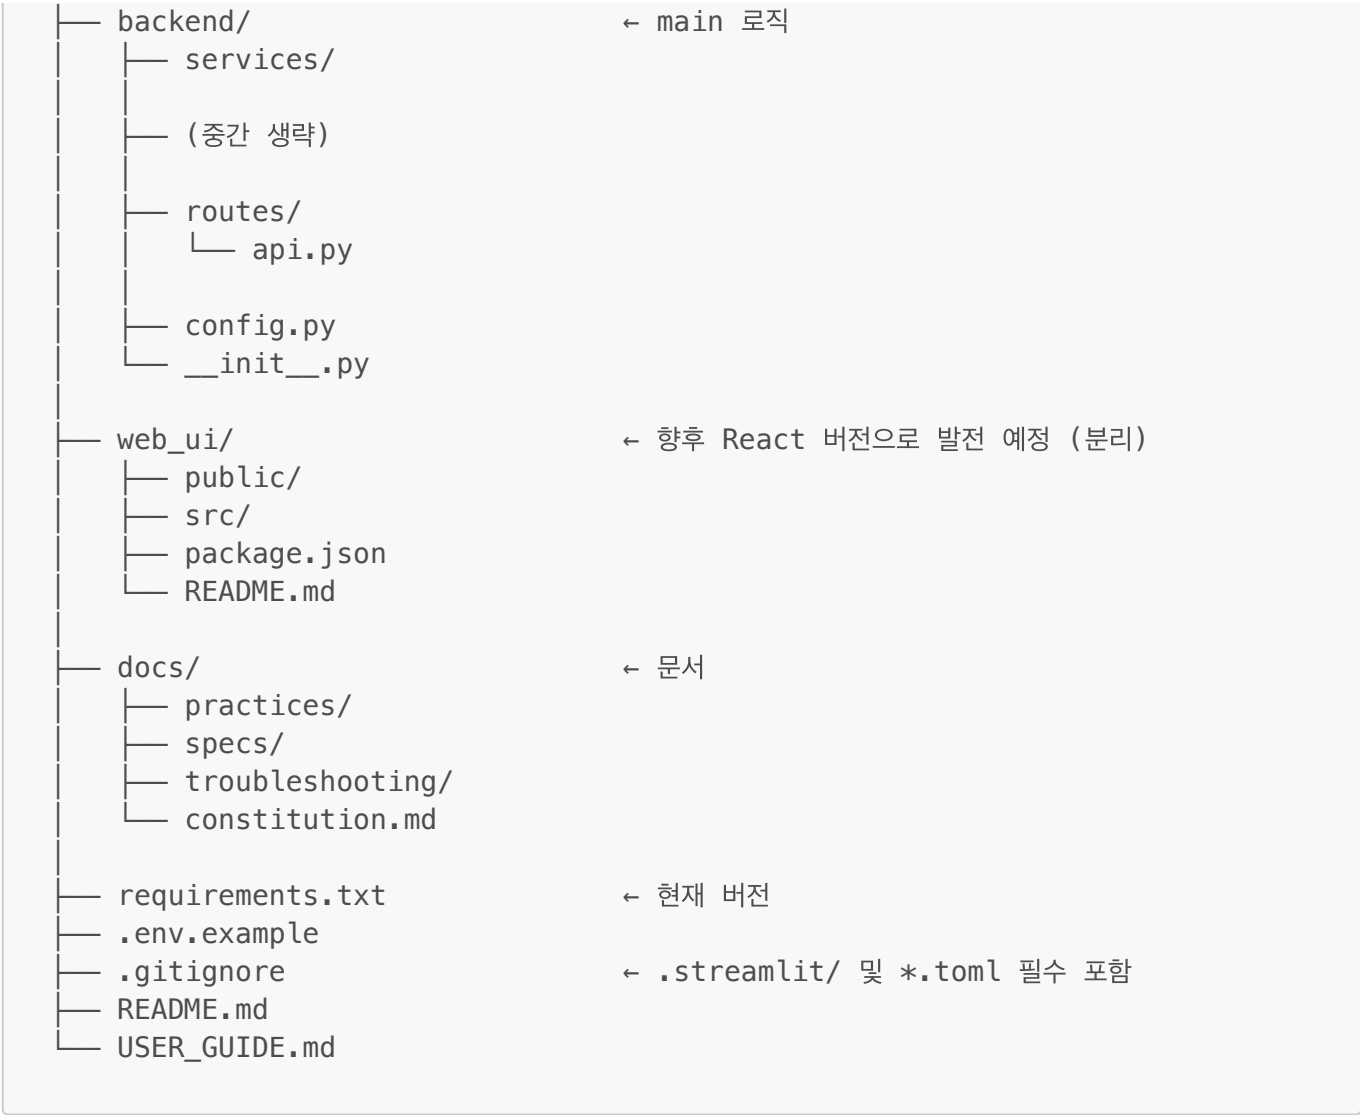 ├── backend/                      ← main 로직
│   ├── services/
│   │
│   ├── (중간 생략)
│   │
│   ├── routes/
│   │   └── api.py
│   │
│   ├── config.py
│   └── __init__.py
│
├── web_ui/                       ← 향후 React 버전으로 발전 예정 (분리)
│   ├── public/
│   ├── src/
│   ├── package.json
│   └── README.md
│
├── docs/                         ← 문서
│   ├── practices/
│   ├── specs/
│   ├── troubleshooting/
│   └── constitution.md
│
├── requirements.txt              ← 현재 버전
├── .env.example
├── .gitignore                    ← .streamlit/ 및 *.toml 필수 포함
├── README.md
└── USER_GUIDE.md